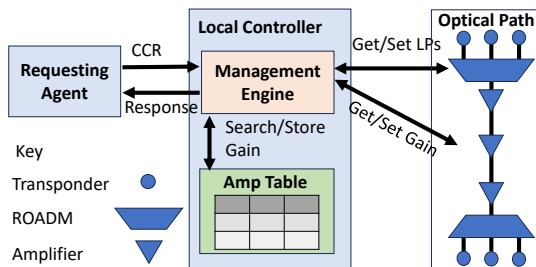 Local Controller
Optical Path
CCR
Get/Set LPs
Requesting
Agent
Management
Engine
Response
Get/Set Gain
Search/Store
Gain
Key
Transponder
Amp Table
ROADM
Amplifier